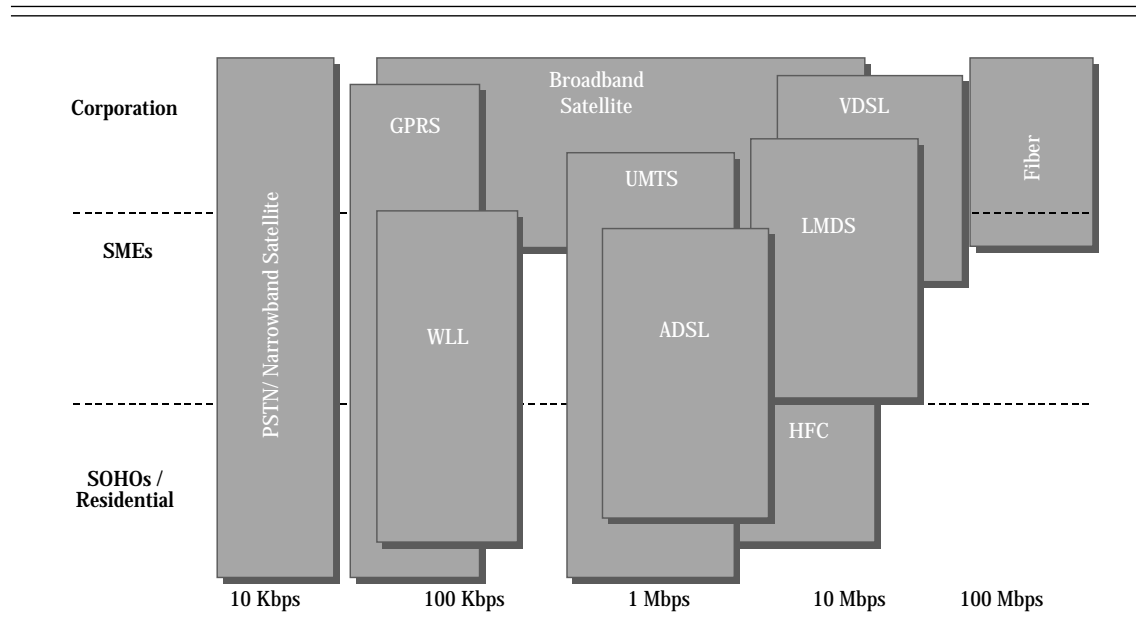 Corporation
SMEs
SOHOs /
Residential
PSTN/ Narrowband Satellite
GPRS
Broadband
Satellite
VDSL
Fiber
UMTS
LMDS
WLL
ADSL
HFC
10 Kbps
100 Kbps
1 Mbps
10 Mbps
100 Mbps